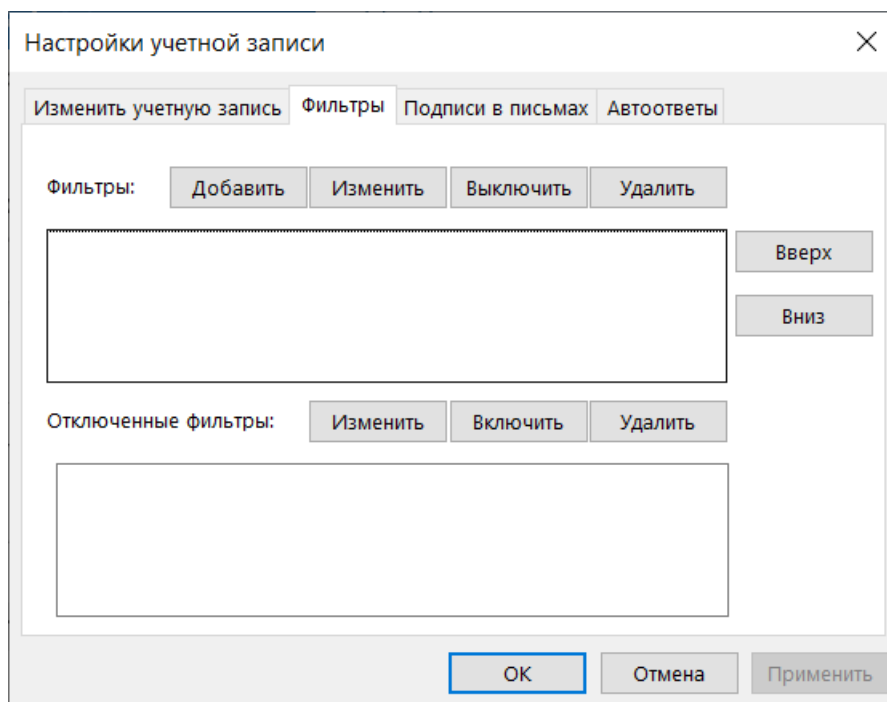 Настройки учетной записи
Изменить учетную запись Фильтры Подписи в письмах Автоответы
Фильтры: Добавить Изменить Выключить Удалить
Вверх
Вниз
Отключенные фильтры: Изменить Включить Удалить
ОК Отмена Применить